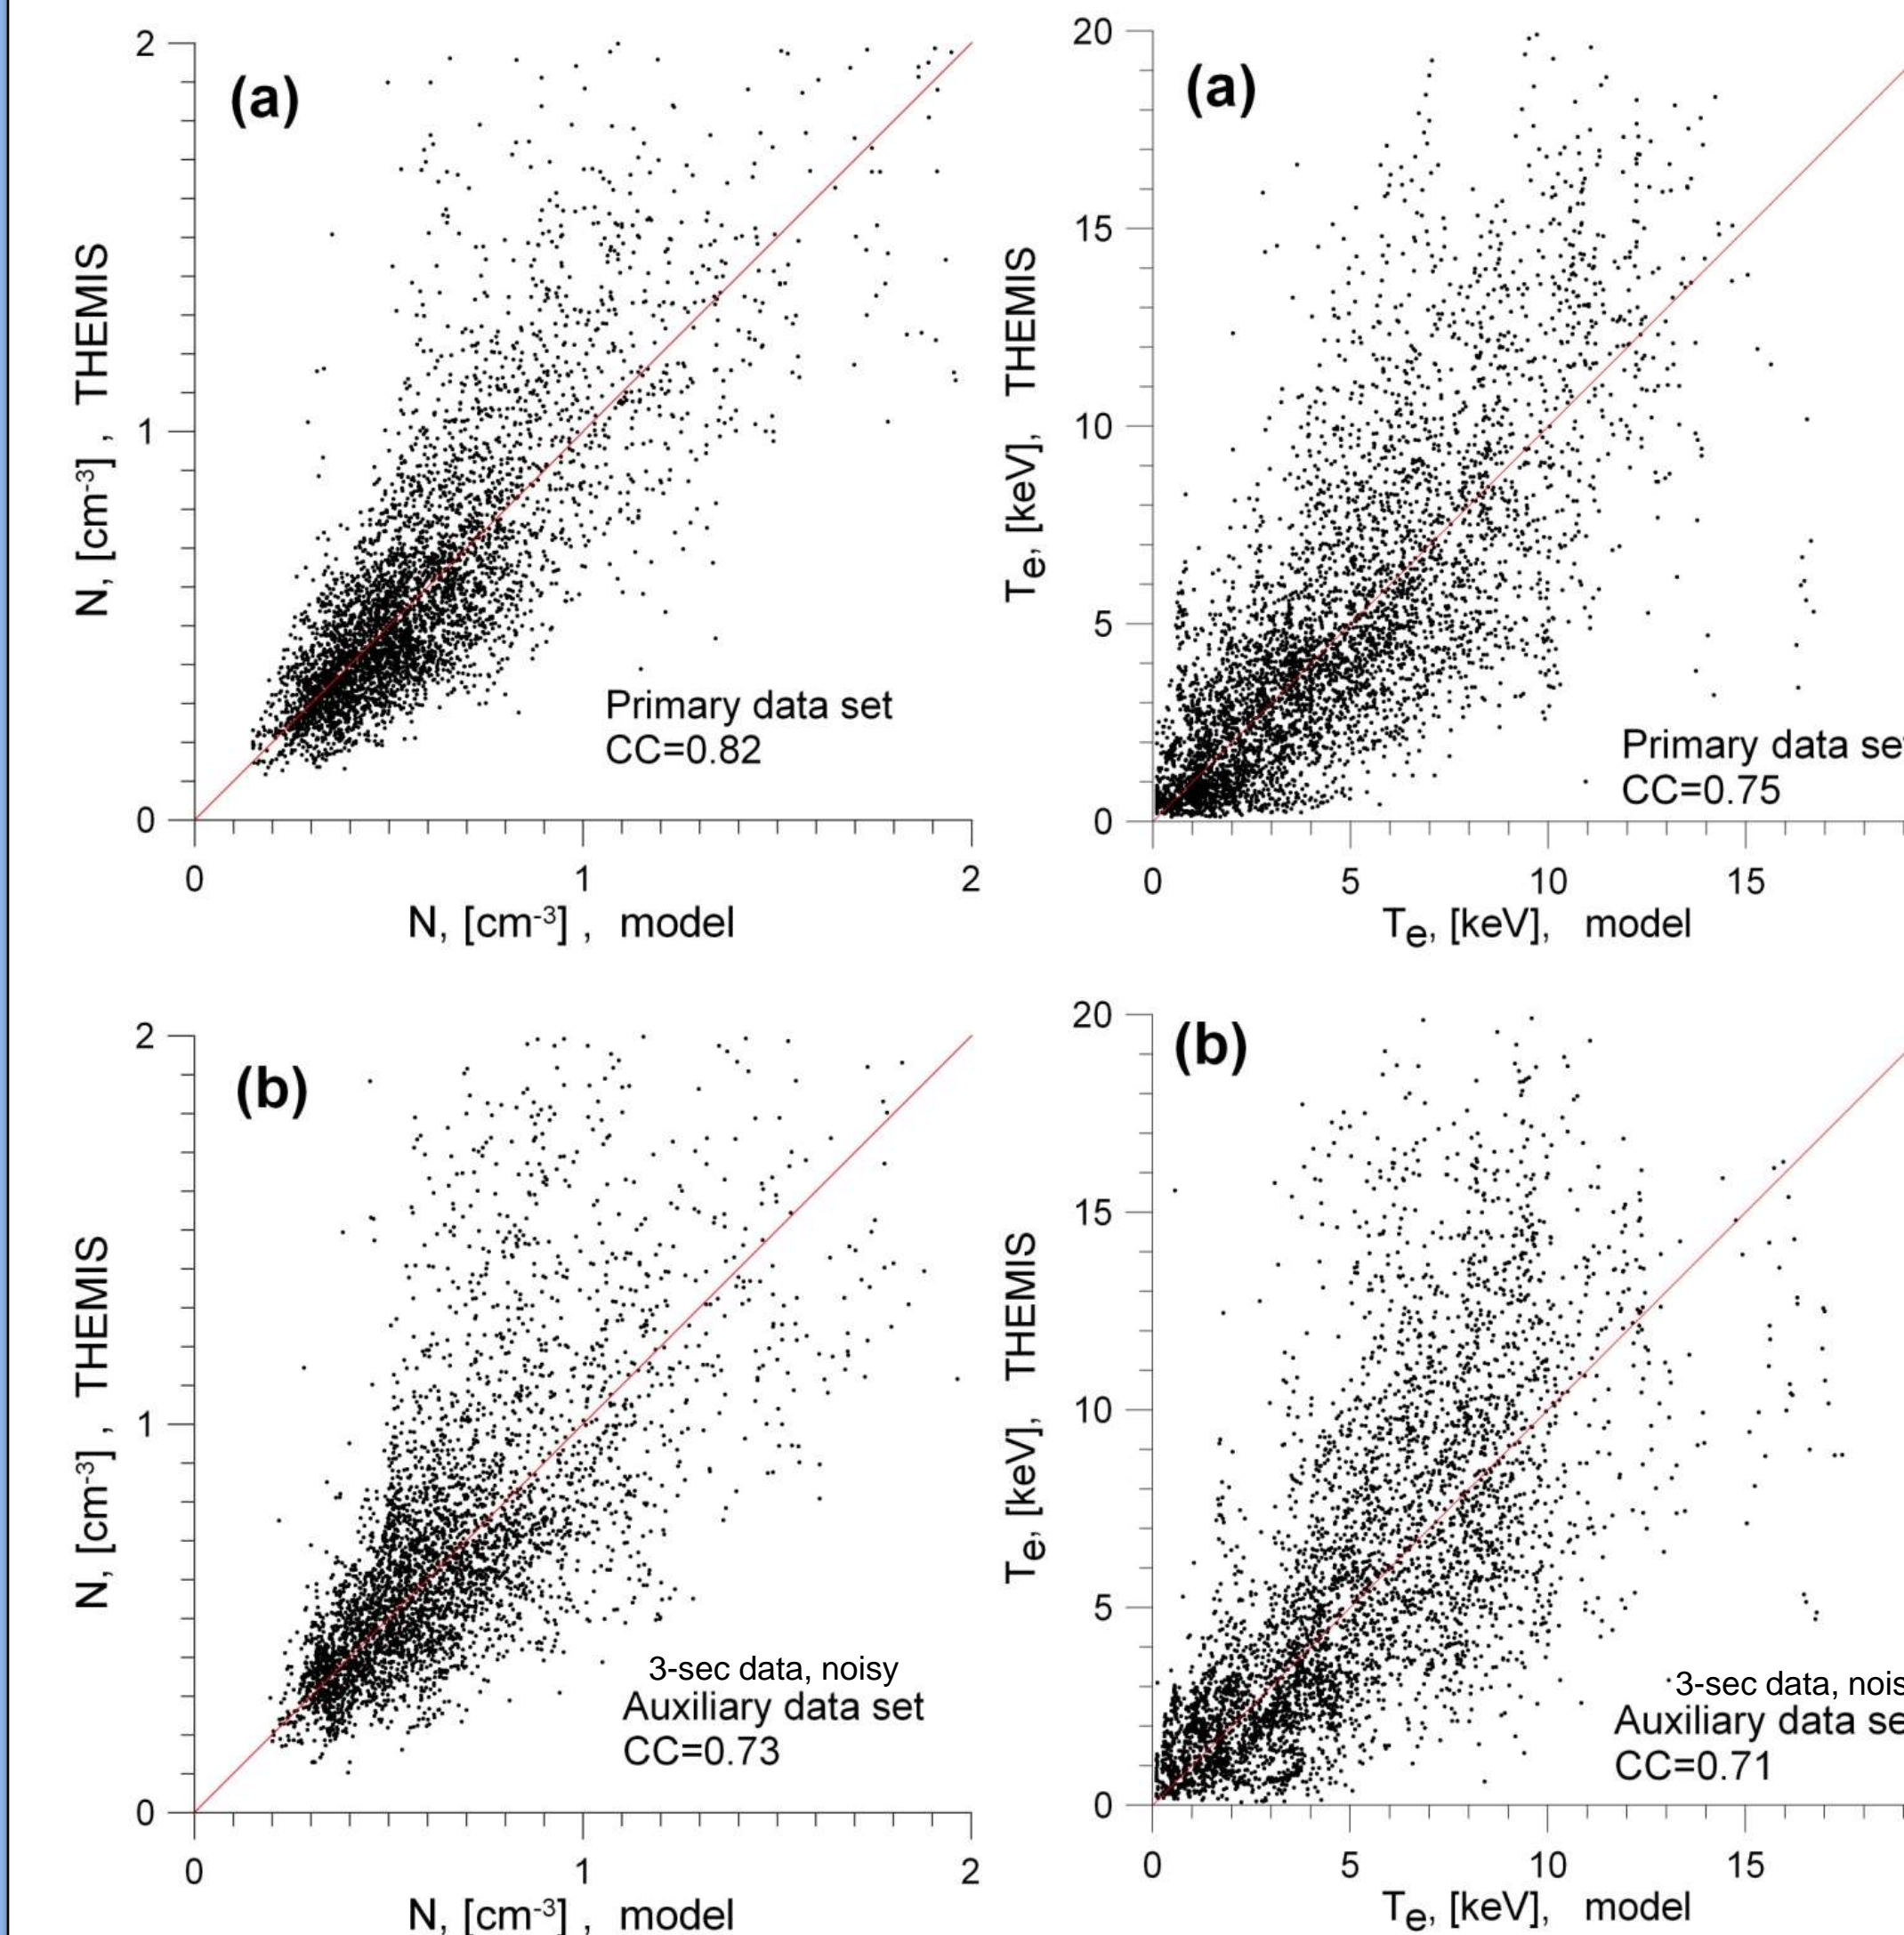 (a)
2
1
0
N, [cm-3] , THEMIS
Primary data set
CC=0.82
0 1 2
N, [cm-3] , model
(a)
20
15
10
5
0
Te, [keV], THEMIS
Primary data se
CC=0.75
0 5 10 15
Te, [keV], model
(b)
2
1
0
N, [cm-3] , THEMIS
3-sec data, noisy
Auxiliary data set
CC=0.73
0 1 2
N, [cm-3] , model
(b)
20
15
10
5
0
Te, [keV], THEMIS
3-sec data, nois
Auxiliary data se
CC=0.71
0 5 10 15
Te, [keV], model